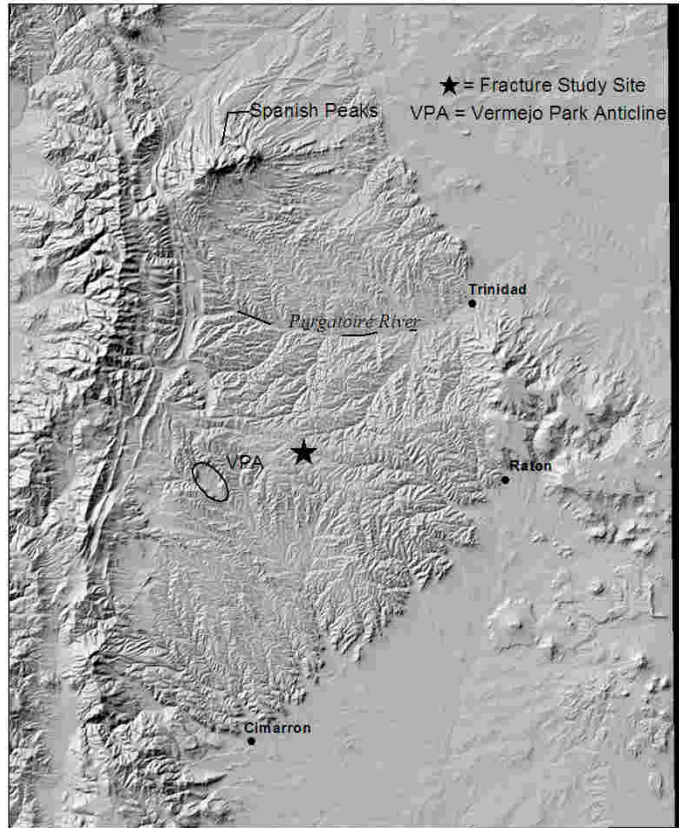 ★ = Fracture Study Site
Spanish Peaks
VPA = Vermejo Park Anticline
Trinidad
Purgatoire River
VPA
Raton
Cimarron